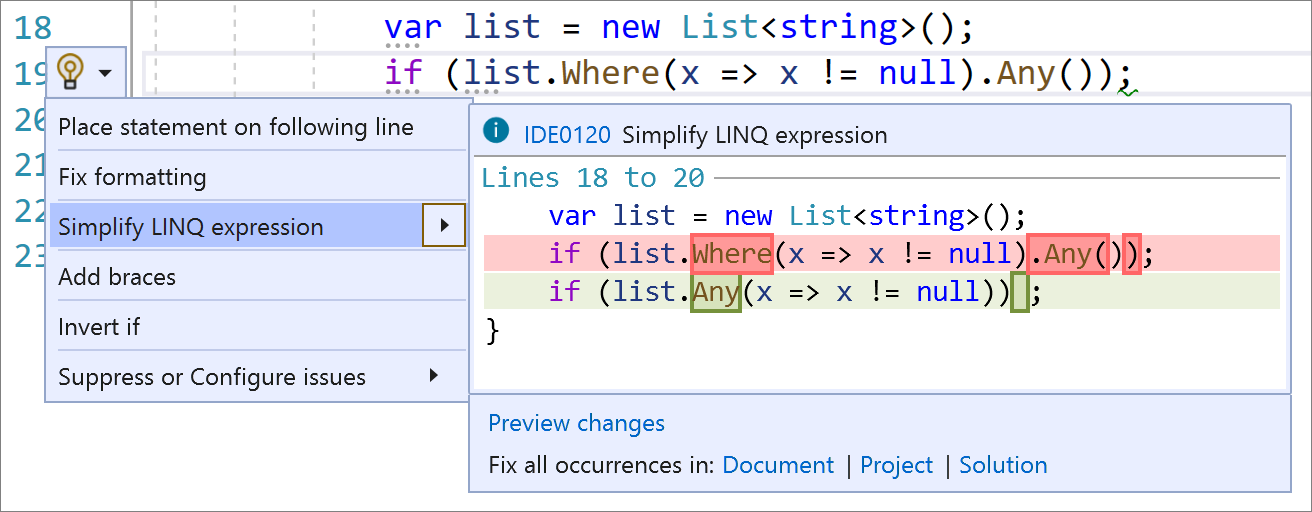 18 var list = new List<string>();
19 if (list.Where(x => x != null).Any());
20
21
22
23
Place statement on following line
Fix formatting
Simplify LINQ expression
Add braces
Invert if
Suppress or Configure issues
IDE0120 Simplify LINQ expression
Lines 18 to 20
var list = new List<string>();
if (list.Where(x => x != null).Any());
if (list.Any(x => x != null)) ;
}
Preview changes
Fix all occurrences in: Document | Project | Solution